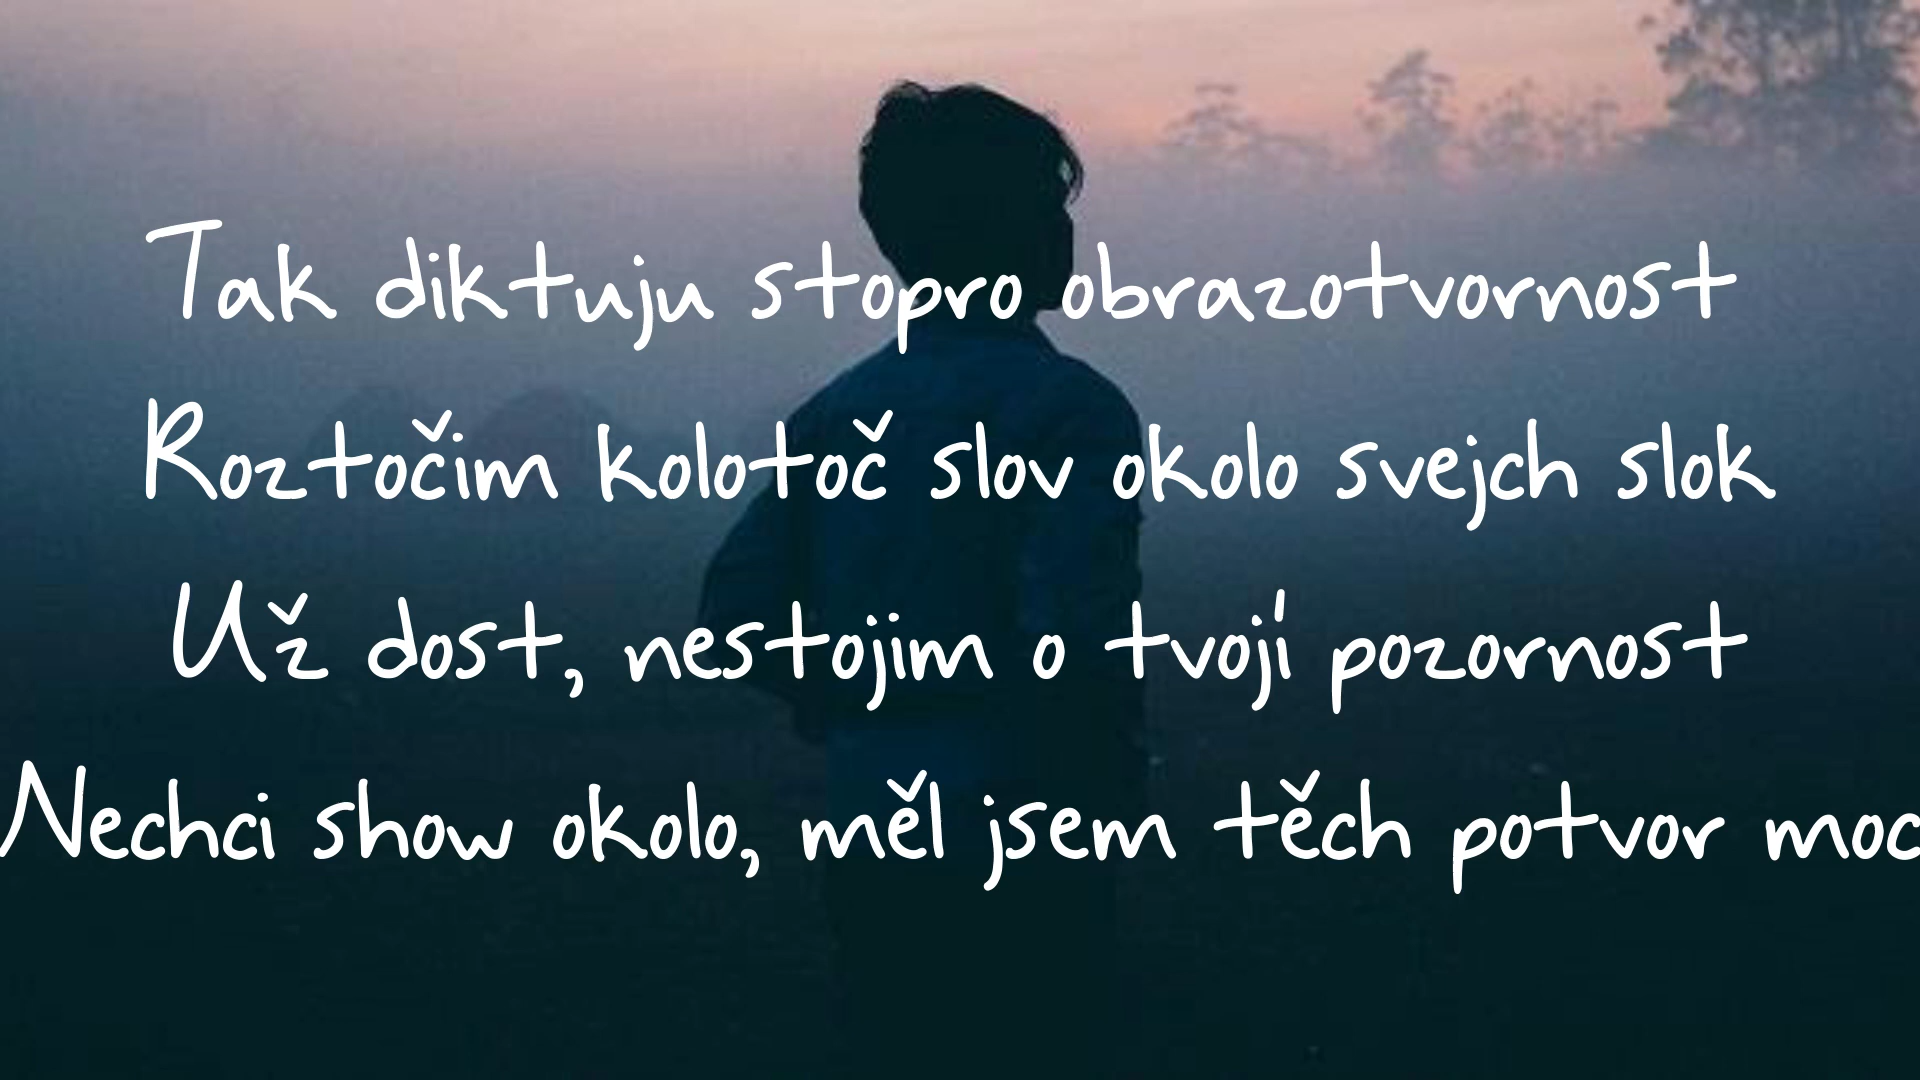 Tak diktuju stopro obrazotvornost
Roztočim kolotoč slov okolo svejch slok
Už dost, nestojim o tvojí pozornost
Nechci show okolo, měl jsem těch potvor moc